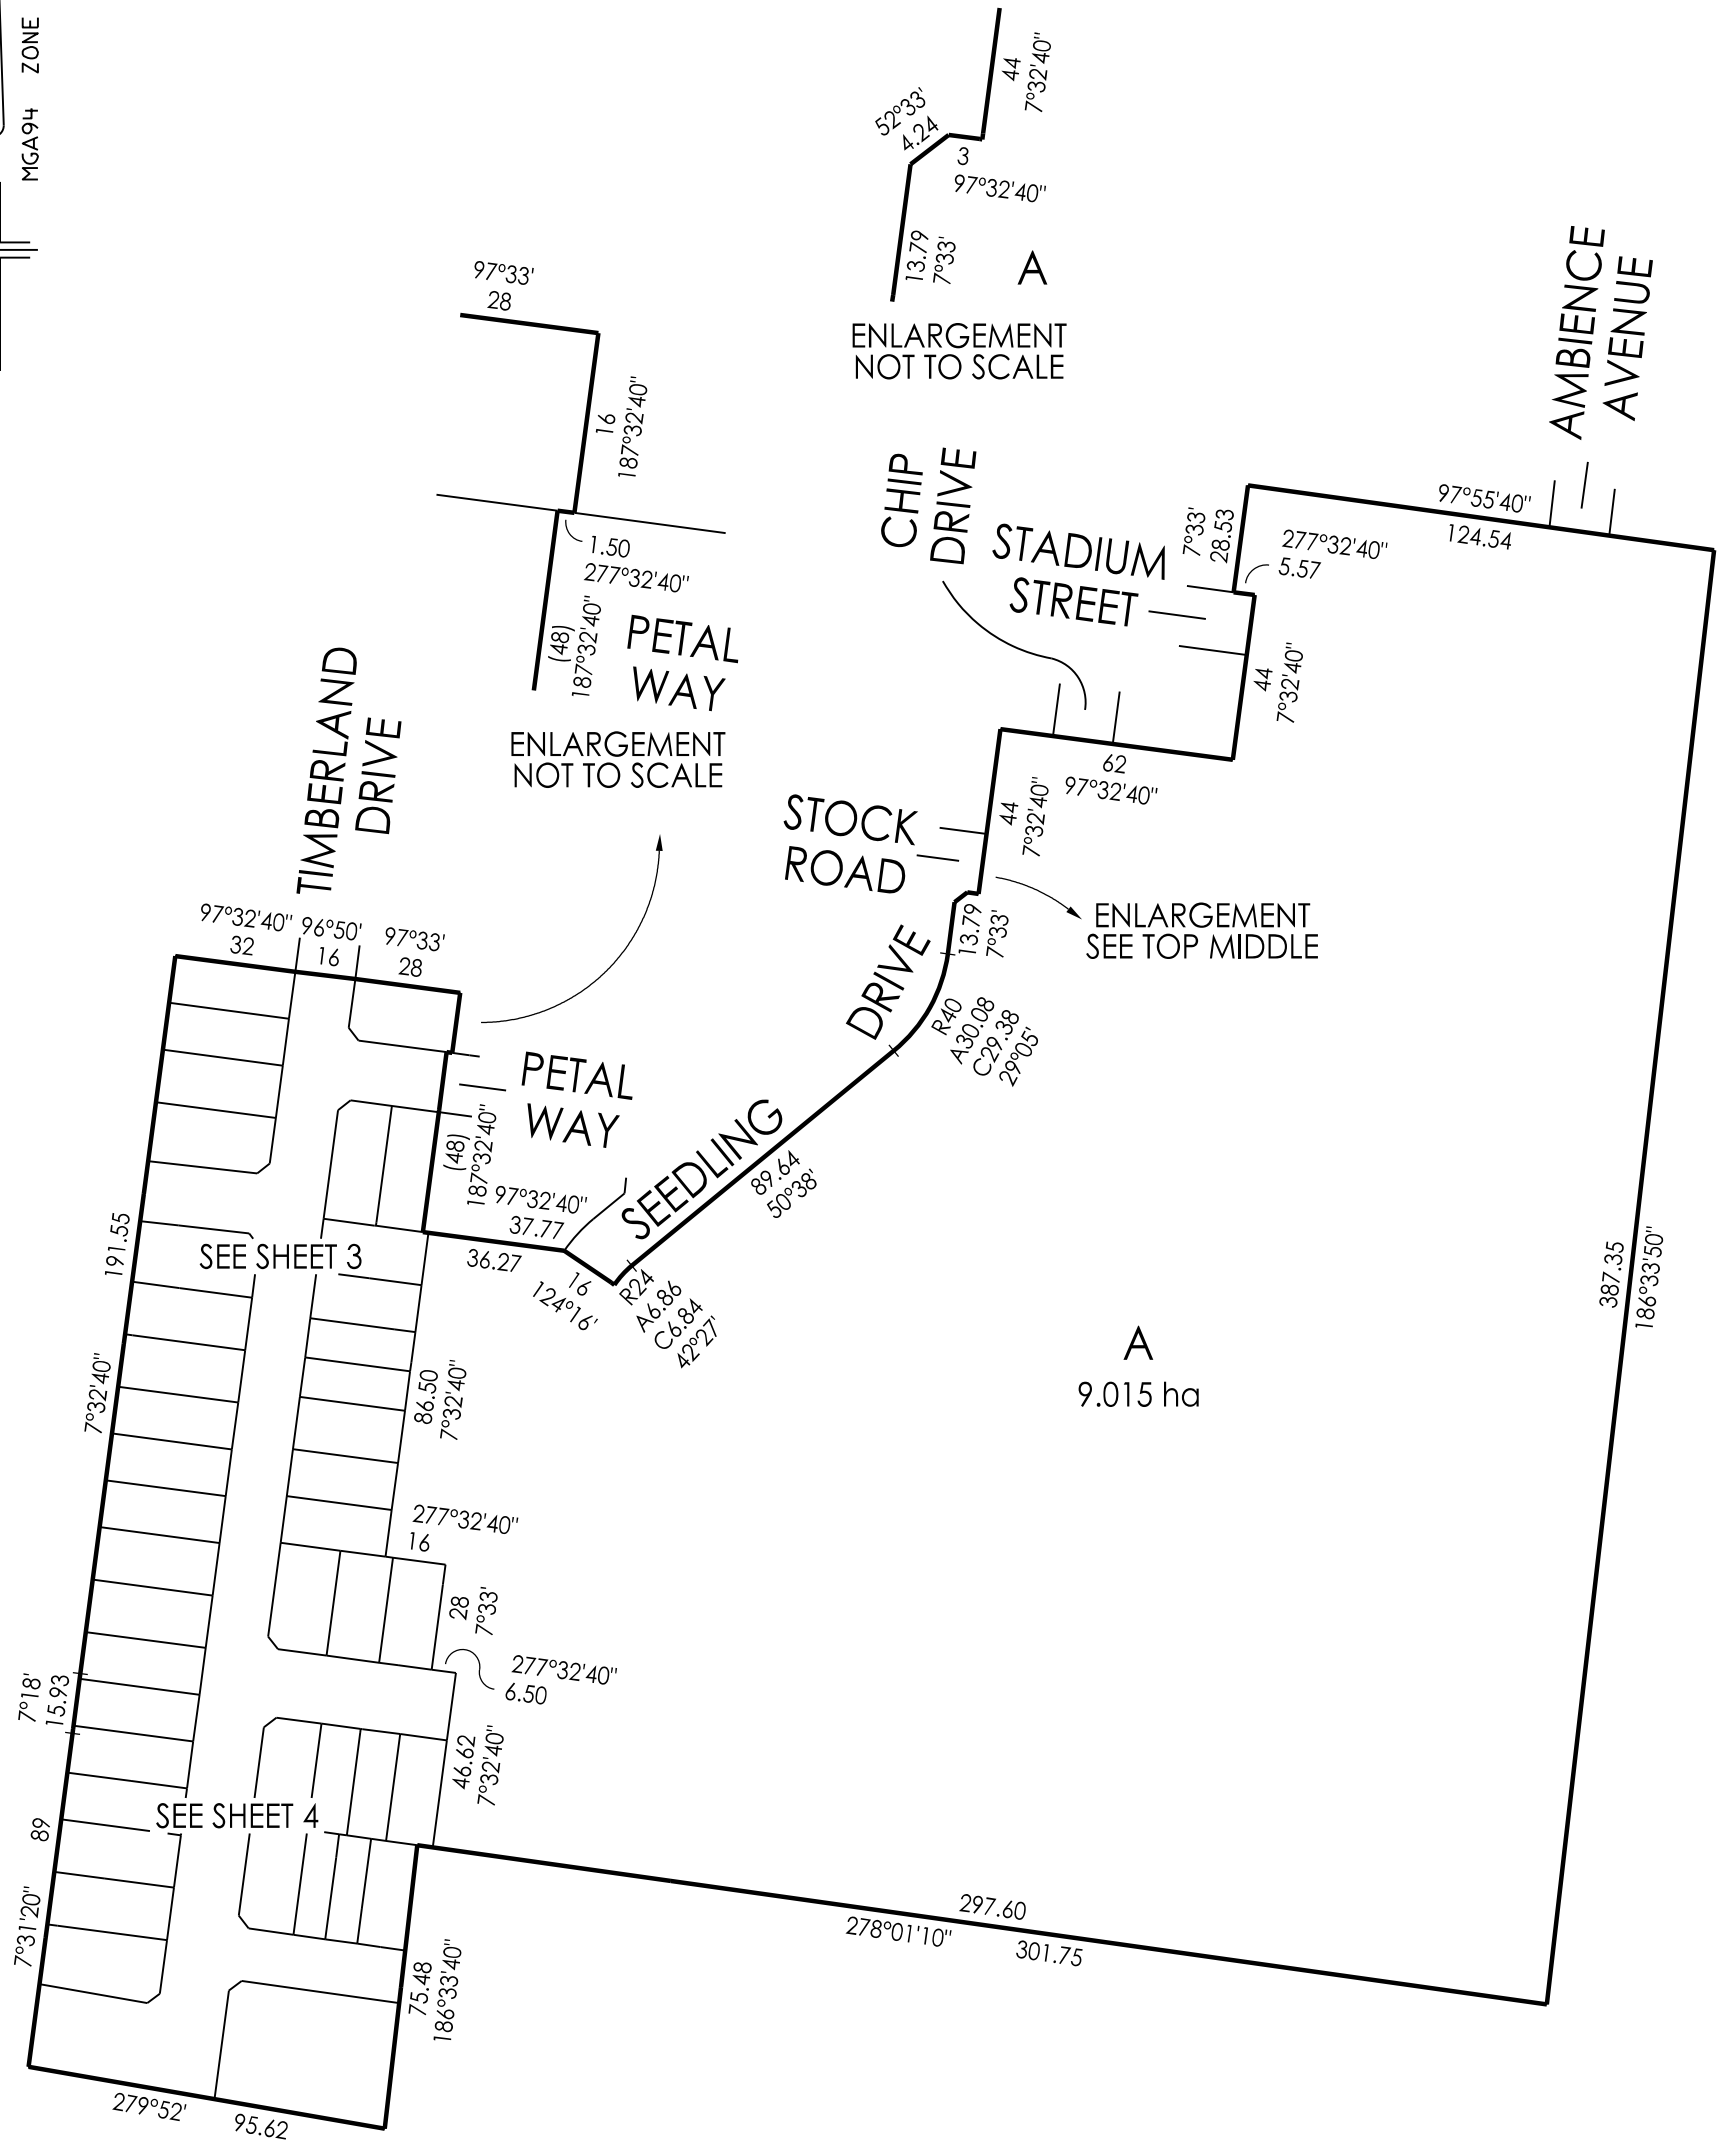 MGA94 ZONE
44
7°32'40"
52°33'
4.24
3
97°32'40"
13.79
7°33'
A
ENLARGEMENT
NOT TO SCALE
97°33'
28
16
187°32'40"
1.50
277°32'40"
(48)
187°32'40"
PETAL
WAY
ENLARGEMENT
NOT TO SCALE
AMBIENCE
AVENUE
CHIP
DRIVE
STADIUM
STREET
7°33'
28.53
97°55'40"
124.54
277°32'40"
5.57
44
7°32'40"
62
97°32'40"
44
7°32'40"
STOCK
ROAD
ENLARGEMENT
SEE TOP MIDDLE
TIMBERLAND
DRIVE
97°32'40"
32
96°50'
16
97°33'
28
13.79
7°33'
R40
A30.08
C29.38
29°05'
PETAL
WAY
(48)
187°32'40"
SEEDLING
DRIVE
89.64
50°38'
97°32'40"
37.77
36.27
16
124°16'
R24
A6.86
C6.84
42°27'
191.55
7°32'40"
SEE SHEET 3
86.50
7°32'40"
387.35
186°33'50"
A
9.015 ha
277°32'40"
16
28
7°33'
277°32'40"
6.50
7°18'
15.93
46.62
7°32'40"
SEE SHEET 4
89
7°31'20"
297.60
278°01'10"
301.75
75.48
186°33'40"
279°52'
95.62